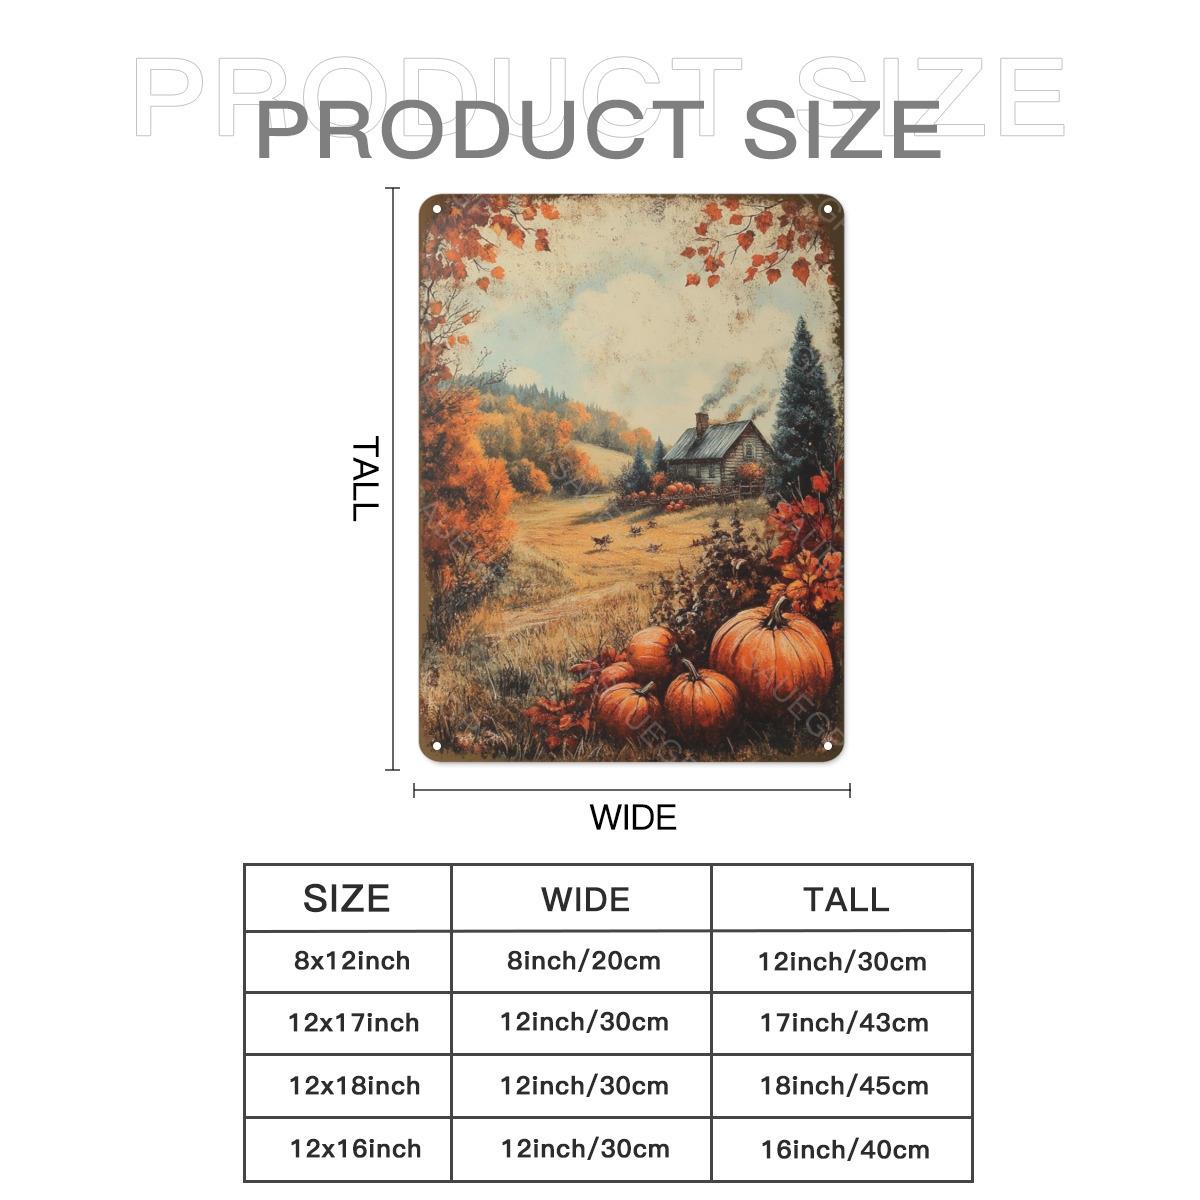 PRODUCT SIZE
PRODUCT SIZE
TALL
WIDE
SIZE WIDE TALL
8x12inch 8inch/20cm 12inch/30cm
12x17inch 12inch/30cm 17inch/43cm
12x18inch 12inch/30cm 18inch/45cm
12x16inch 12inch/30cm 16inch/40cm